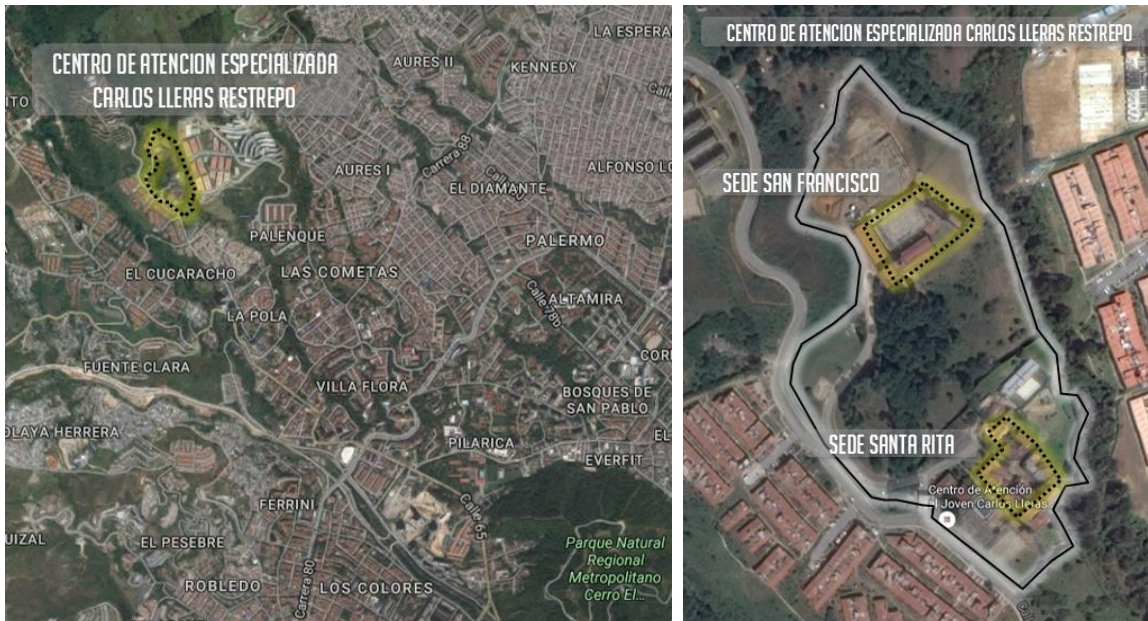 CENTRO DE ATENCION ESPECIALIZADA
CARLOS LLERAS RESTREPO
LA ESPERA
AURES II
KENNEDY
AURES I
Carrera 88
ALFONSO LO
EL DIAMANTE
PALENQUE
PALERMO
EL CUCARACHO
LAS COMETAS
Calle 78b
ALTAMIRA
LA POLA
FUENTE CLARA
VILLA FLORA
BOSQUES DE
SAN PABLO
OLAYA HERRERA
PILARICA
EVERFIT
FERRINI
Calle 65
EL PESEBRE
ROBLEDO
LOS COLORES
Carrera 80
Parque Natural
Regional
Metropolitano
Cerro El...
CENTRO DE ATENCION ESPECIALIZADA CARLOS LLERAS RESTREPO
SEDE SAN FRANCISCO
SEDE SANTA RITA
Centro de Atención
al Joven Carlos Lleras